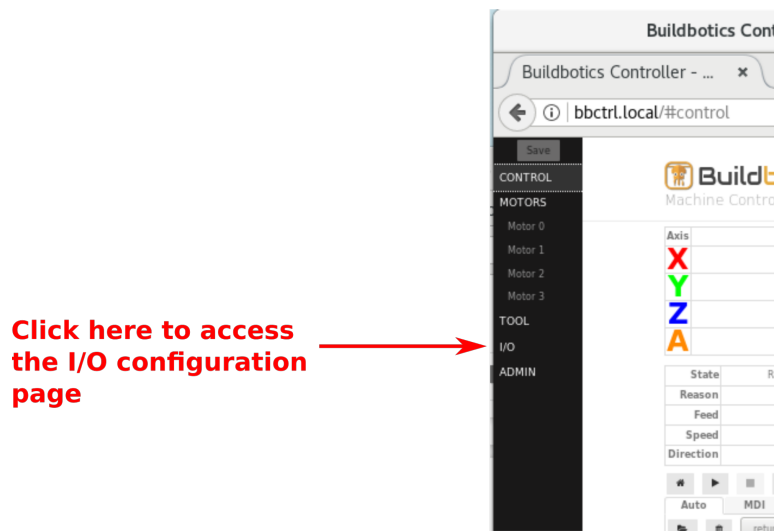 Buildbotics Cont
Buildbotics Controller - ... ×
bbctrl.local/#control
Save
CONTROL
MOTORS
Motor 0
Motor 1
Motor 2
Motor 3
TOOL
I/O
ADMIN
Buildb
Machine Contro
Axis
X
Y
Z
A
State R
Reason
Feed
Speed
Direction
Auto MDI
Click here to access
the I/O configuration
page